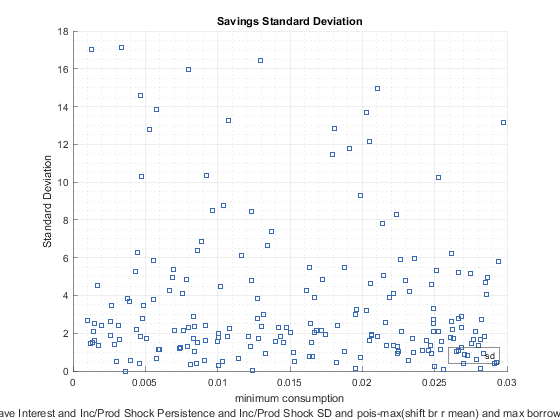 Savings Standard Deviation
18
16
14
12
10
8
6
4
2
0
Standard Deviation
sd
0 0.005 0.01 0.015 0.02 0.025 0.03
minimum consumption
ave Interest and Inc/Prod Shock Persistence and Inc/Prod Shock SD and pois-max(shift br r mean) and max borrow